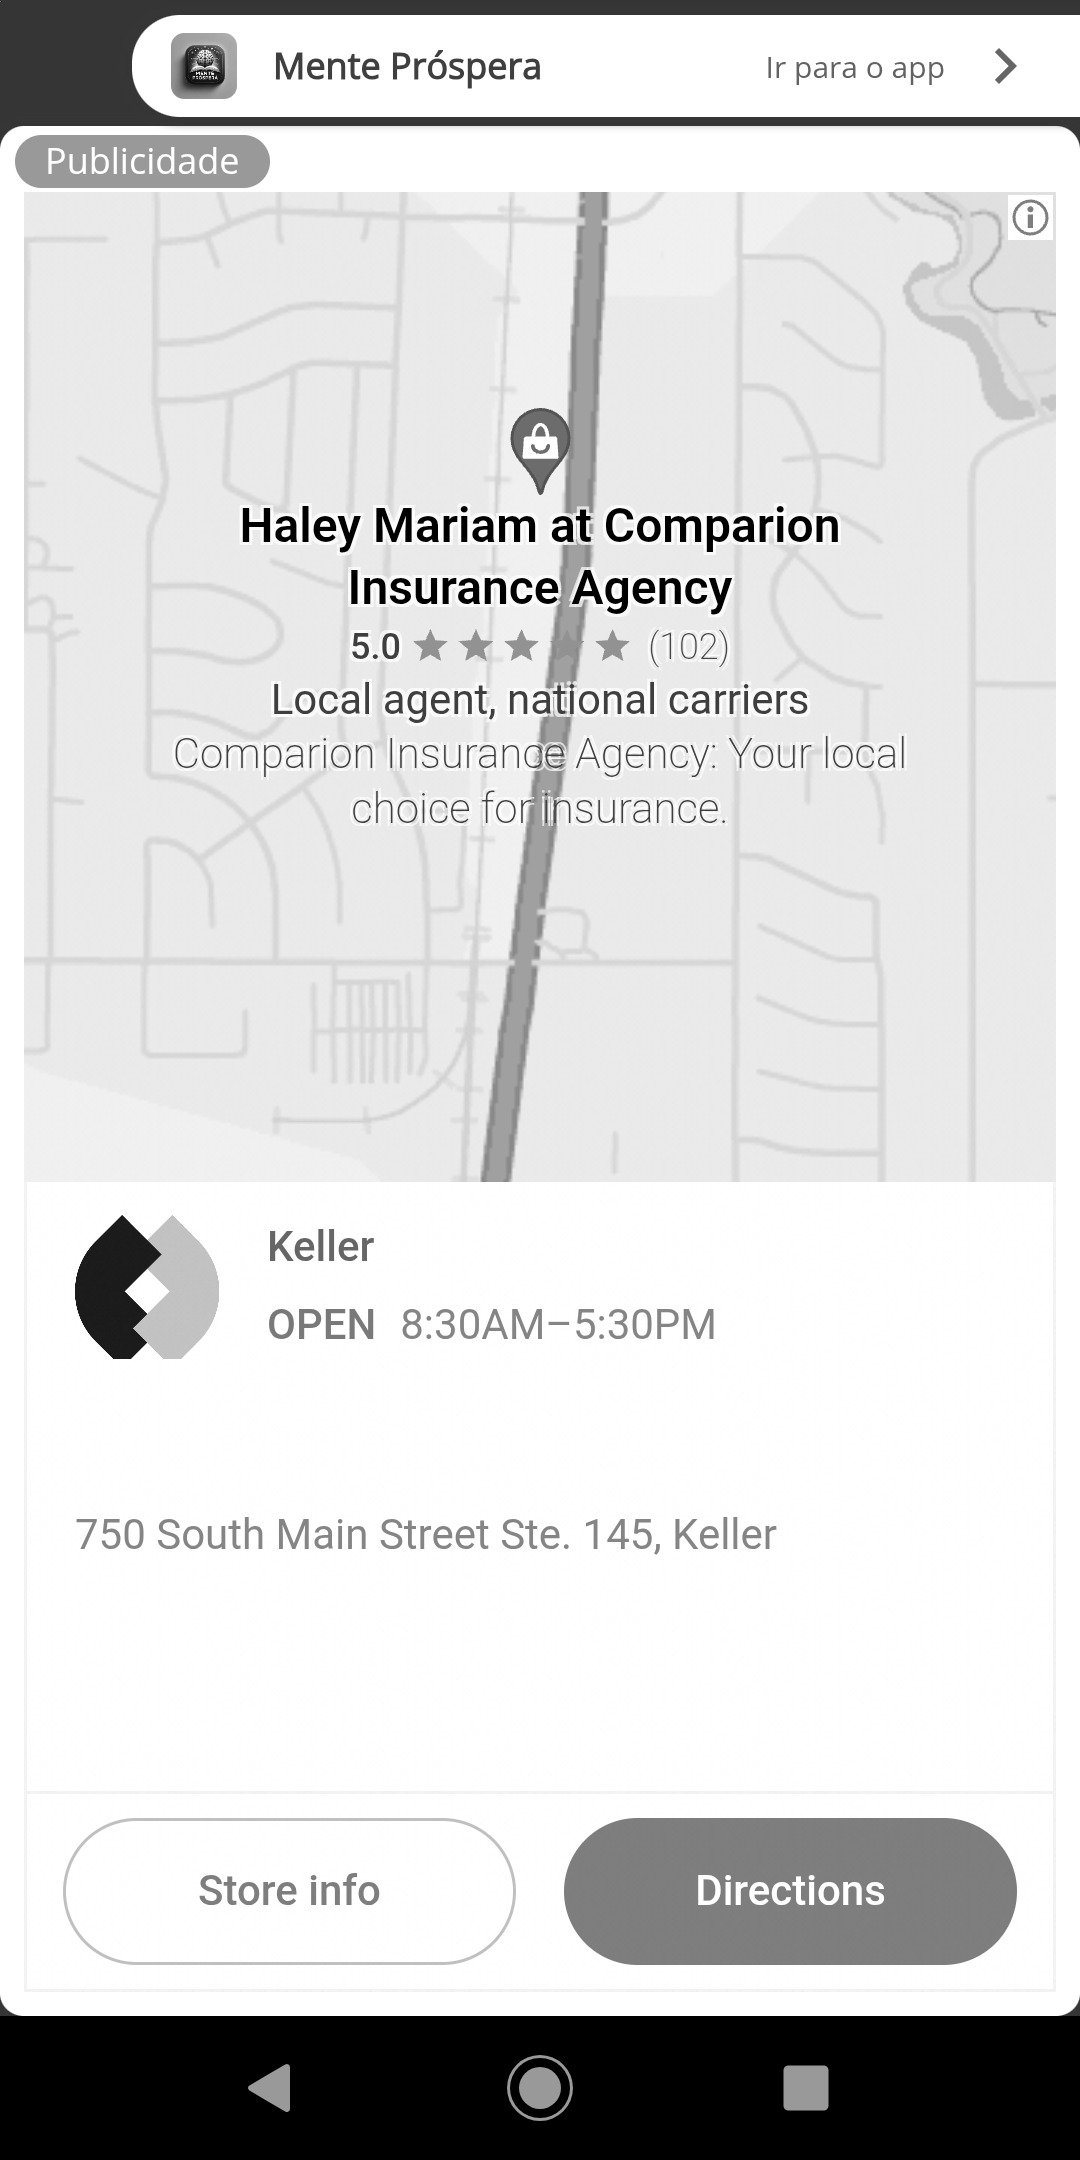 MENTE
PRÓSPERA
Mente Próspera
Ir para o app
Publicidade
Haley Mariam at Comparion
Insurance Agency
5.0 ★ ★ ★ ★ ★ (102)
Local agent, national carriers
Comparion Insurance Agency: Your local
choice for insurance.
Keller
OPEN 8:30AM–5:30PM
750 South Main Street Ste. 145, Keller
Store info
Directions